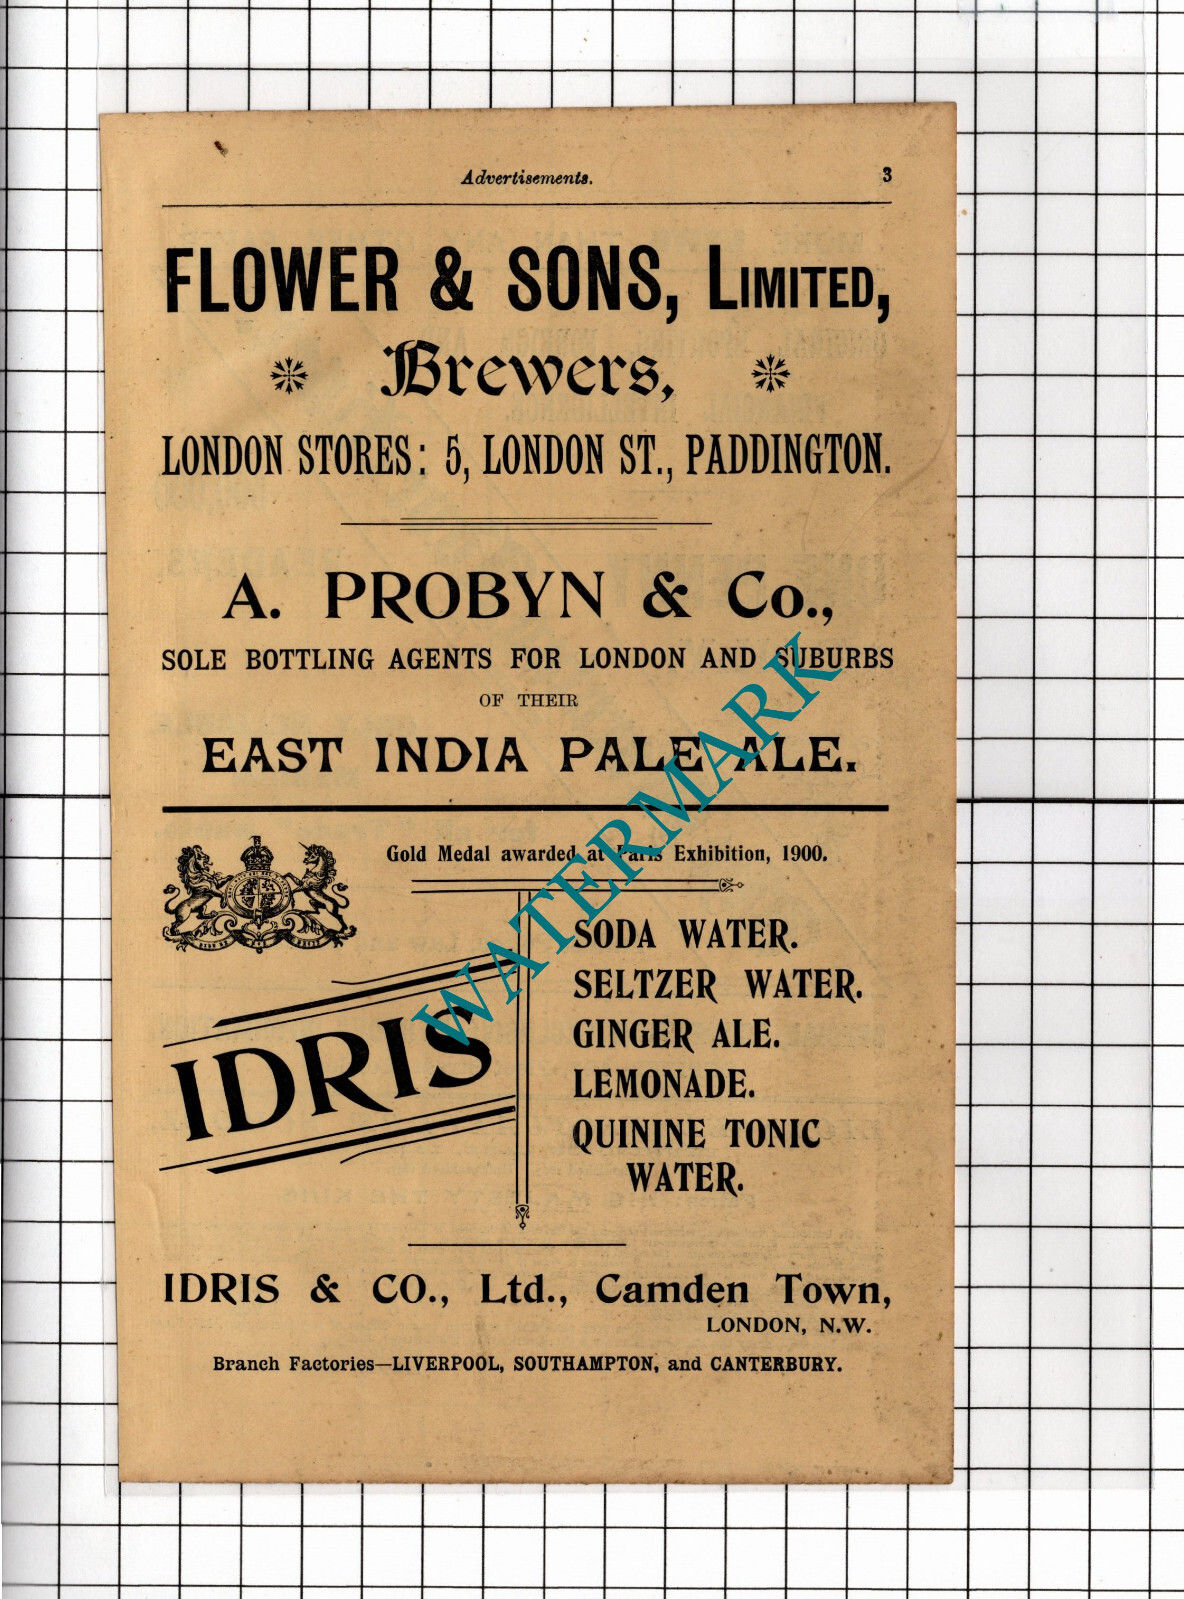 Advertisements. 3
FLOWER & SONS, LIMITED,
Brewers,
LONDON STORES: 5, LONDON ST., PADDINGTON.
A. PROBYN & Co.,
SOLE BOTTLING AGENTS FOR LONDON AND SUBURBS
OF THEIR
EAST INDIA PALE ALE.
Gold Medal awarded at Paris Exhibition, 1900.
SODA WATER.
SELTZER WATER.
GINGER ALE.
LEMONADE.
QUININE TONIC
WATER.
IDRIS
IDRIS & CO., Ltd., Camden Town,
LONDON, N.W.
Branch Factories—LIVERPOOL, SOUTHAMPTON, and CANTERBURY.
WATERMARK